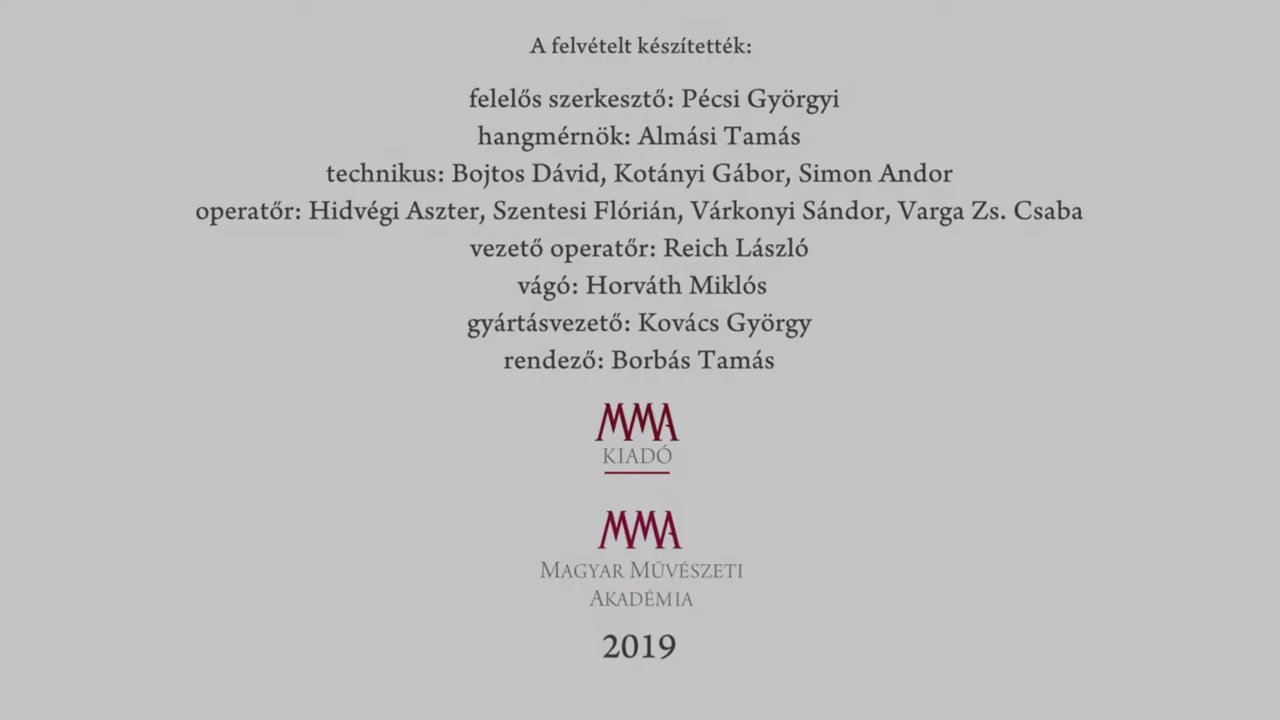 A felvételt készítették:
felelős szerkesztő: Pécsi Györgyi
hangmérnök: Almási Tamás
technikus: Bojtos Dávid, Kotányi Gábor, Simon Andor
operatőr: Hidvégi Aszter, Szentesi Flórián, Várkonyi Sándor, Varga Zs. Csaba
vezető operatőr: Reich László
vágó: Horváth Miklós
gyártásvezető: Kovács György
rendező: Borbás Tamás
MMA
KIADÓ
MMA
MAGYAR MŰVÉSZETI
AKADÉMIA
2019